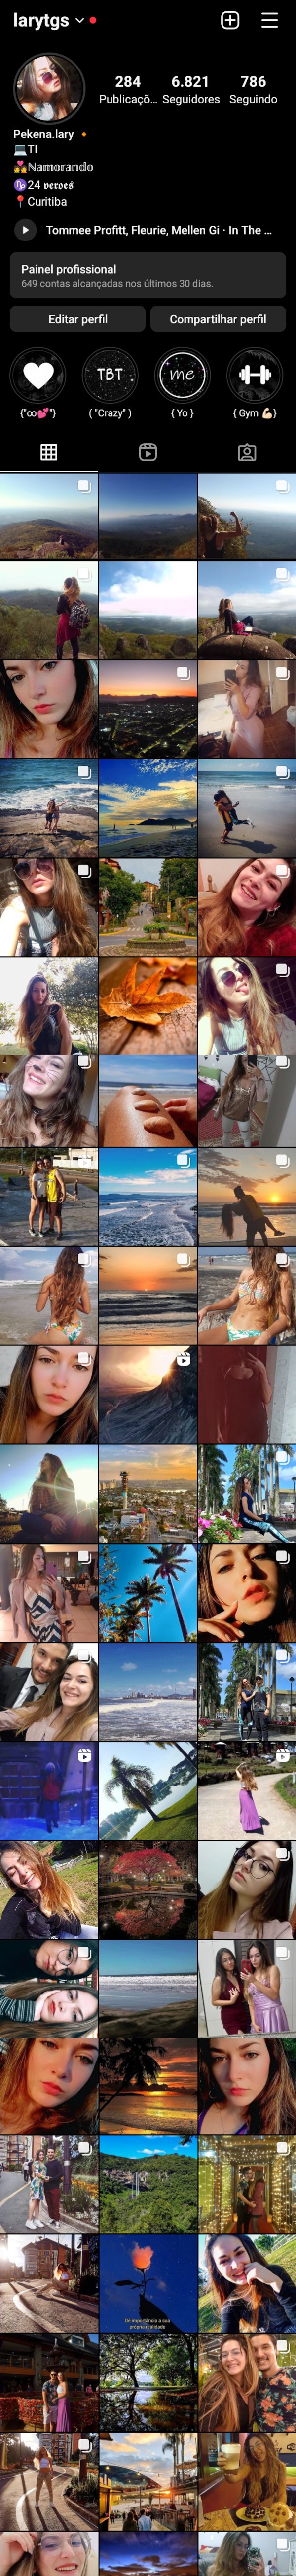 larytgs
284 6.821 786
Publicaçõ... Seguidores Seguindo
Pekena.lary 🔸
💻TI
💑ℕ𝕒𝕞𝕠𝕣𝕒𝕟𝕕𝕠
♑24 𝖛𝖊𝖗𝖔𝖊𝖘
📍Curitiba
Tommee Profitt, Fleurie, Mellen Gi · In The ...
Painel profissional
649 contas alcançadas nos últimos 30 dias.
Editar perfil Compartilhar perfil
TBT me
{"ꝏ💕"} ( "Crazy" ) { Yo } { Gym 💪🏻}
Dê importância a sua
própria realidade